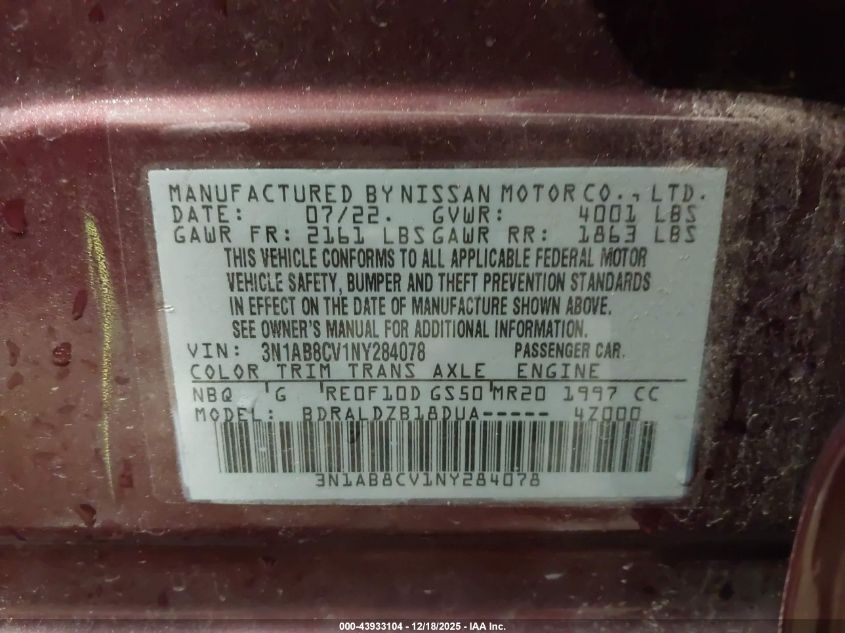 MANUFACTURED BY NISSAN MOTOR CO., LTD.
DATE: 07/22. GVWR: 4001 LBS
GAWR FR: 2161 LBS GAWR RR: 1863 LBS
THIS VEHICLE CONFORMS TO ALL APPLICABLE FEDERAL MOTOR
VEHICLE SAFETY, BUMPER AND THEFT PREVENTION STANDARDS
IN EFFECT ON THE DATE OF MANUFACTURE SHOWN ABOVE.
SEE OWNER'S MANUAL FOR ADDITIONAL INFORMATION.
VIN: 3N1AB8CV1NY284078 PASSENGER CAR.
COLOR TRIM TRANS AXLE ENGINE
NBQ G RE0F10D GS50 MR20 1997 CC
MODEL: BDRALDZB18DUA----- 4Z000
3N1AB8CV1NY284078
000-43933104 - 12/18/2025 - IAA Inc.